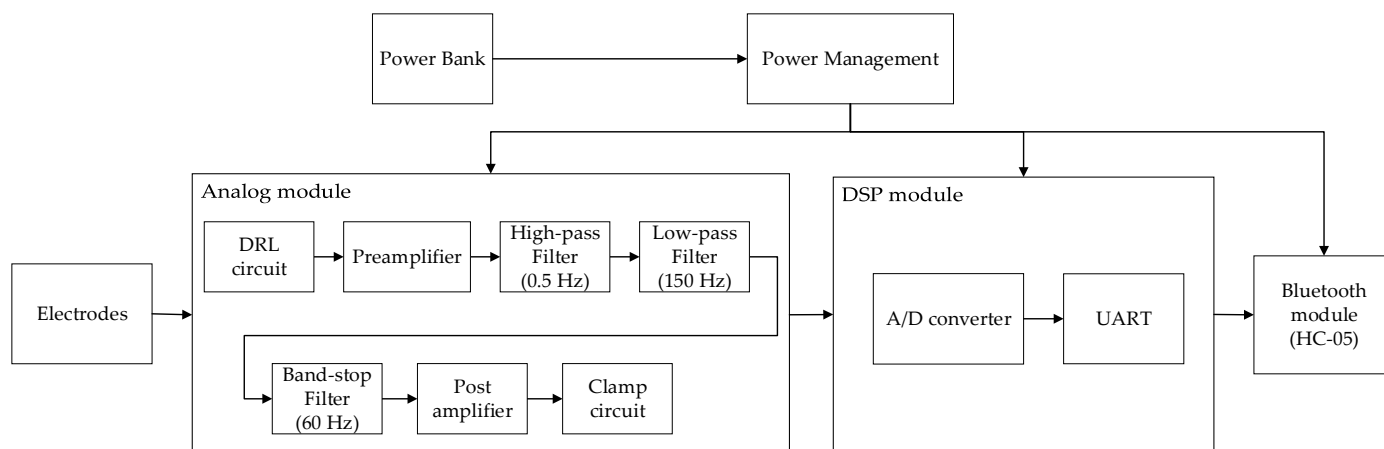 Power Bank
Power Management
Analog module
DSP module
DRL
circuit
Preamplifier
High-pass
Filter
(0.5 Hz)
Low-pass
Filter
(150 Hz)
Electrodes
A/D converter
UART
Bluetooth
module
(HC-05)
Band-stop
Filter
(60 Hz)
Post
amplifier
Clamp
circuit